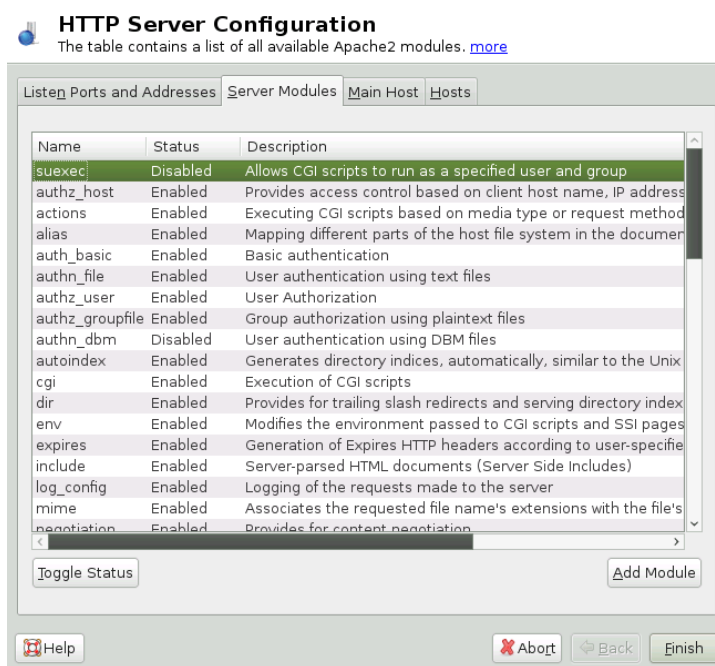 HTTP Server Configuration
The table contains a list of all available Apache2 modules. more
Listen Ports and Addresses Server Modules Main Host Hosts
Name Status Description
suexec Disabled Allows CGI scripts to run as a specified user and group
authz_host Enabled Provides access control based on client host name, IP address
actions Enabled Executing CGI scripts based on media type or request method
alias Enabled Mapping different parts of the host file system in the documen
auth_basic Enabled Basic authentication
authn_file Enabled User authentication using text files
authz_user Enabled User Authorization
authz_groupfile Enabled Group authorization using plaintext files
authn_dbm Disabled User authentication using DBM files
autoindex Enabled Generates directory indices, automatically, similar to the Unix
cgi Enabled Execution of CGI scripts
dir Enabled Provides for trailing slash redirects and serving directory index
env Enabled Modifies the environment passed to CGI scripts and SSI pages
expires Enabled Generation of Expires HTTP headers according to user-specifie
include Enabled Server-parsed HTML documents (Server Side Includes)
log_config Enabled Logging of the requests made to the server
mime Enabled Associates the requested file name's extensions with the file's
negotiation Enabled Provides for content negotiation
Toggle Status Add Module
Help Abort Back Finish